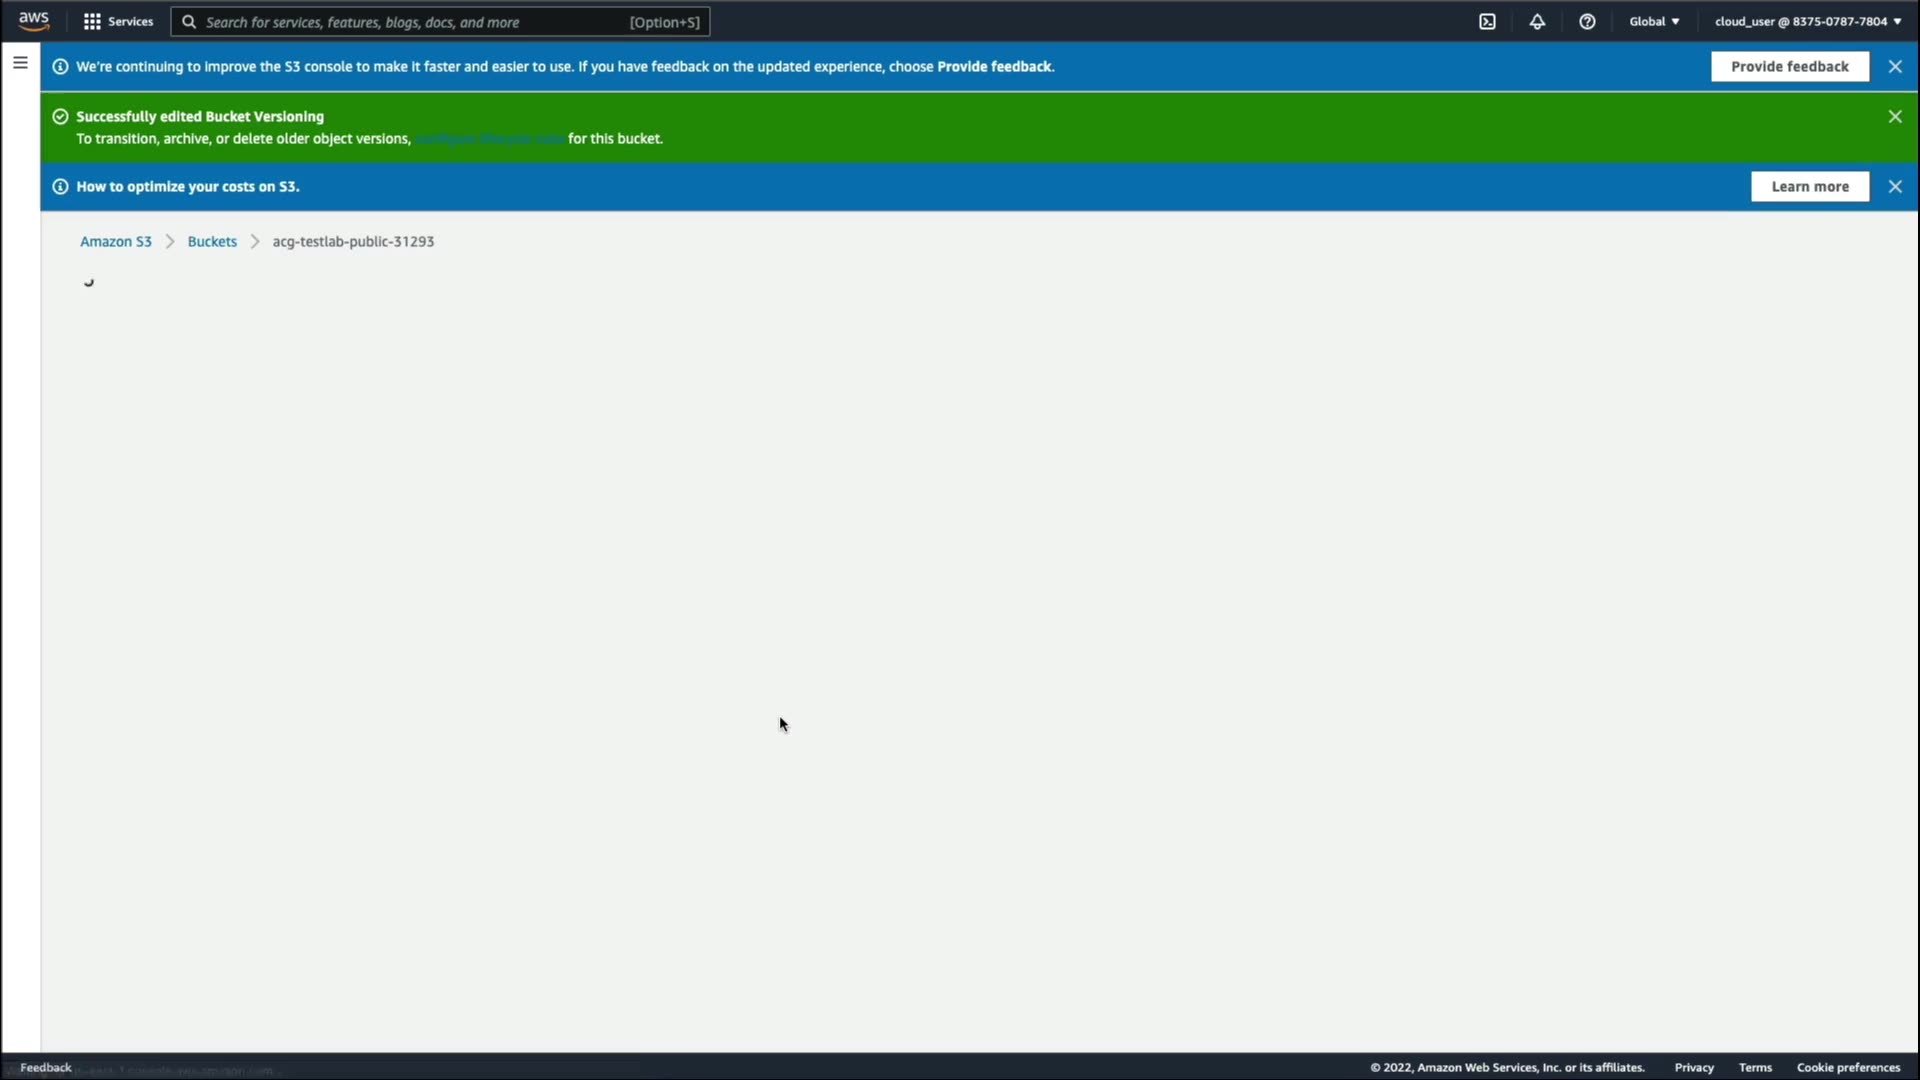 aws
Services
Search for services, features, blogs, docs, and more
[Option+S]
Global
cloud_user @ 8375-0787-7804
We're continuing to improve the S3 console to make it faster and easier to use. If you have feedback on the updated experience, choose Provide feedback.
Provide feedback
Successfully edited Bucket Versioning
To transition, archive, or delete older object versions, for this bucket.
How to optimize your costs on S3.
Learn more
Amazon S3
Buckets
acg-testlab-public-31293
Feedback
© 2022, Amazon Web Services, Inc. or its affiliates.
Privacy
Terms
Cookie preferences